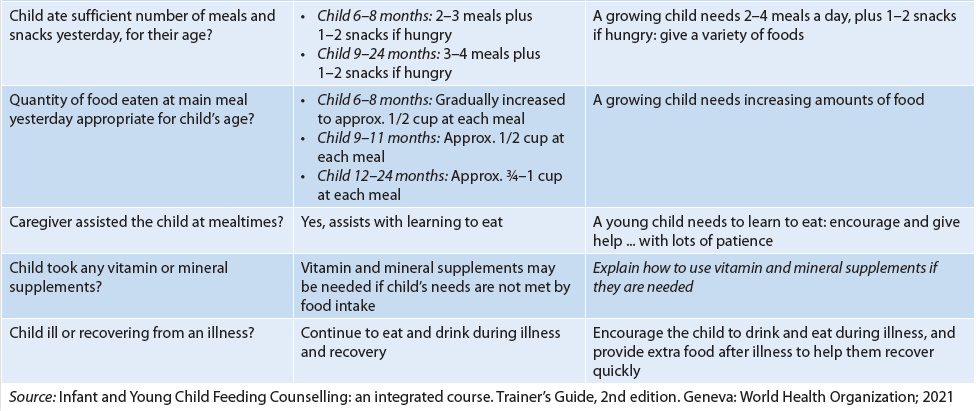 Child ate sufficient number of meals and
snacks yesterday, for their age?
• Child 6–8 months: 2–3 meals plus
1–2 snacks if hungry
• Child 9–24 months: 3–4 meals plus
1–2 snacks if hungry
A growing child needs 2–4 meals a day, plus 1–2 snacks
if hungry: give a variety of foods
Quantity of food eaten at main meal
yesterday appropriate for child's age?
• Child 6–8 months: Gradually increased
to approx. 1/2 cup at each meal
• Child 9–11 months: Approx. 1/2 cup at
each meal
• Child 12–24 months: Approx. ¾–1 cup
at each meal
A growing child needs increasing amounts of food
Caregiver assisted the child at mealtimes?
Yes, assists with learning to eat
A young child needs to learn to eat: encourage and give
help ... with lots of patience
Child took any vitamin or mineral
supplements?
Vitamin and mineral supplements may
be needed if child's needs are not met by
food intake
Explain how to use vitamin and mineral supplements if
they are needed
Child ill or recovering from an illness?
Continue to eat and drink during illness
and recovery
Encourage the child to drink and eat during illness, and
provide extra food after illness to help them recover
quickly
Source: Infant and Young Child Feeding Counselling: an integrated course. Trainer's Guide, 2nd edition. Geneva: World Health Organization; 2021